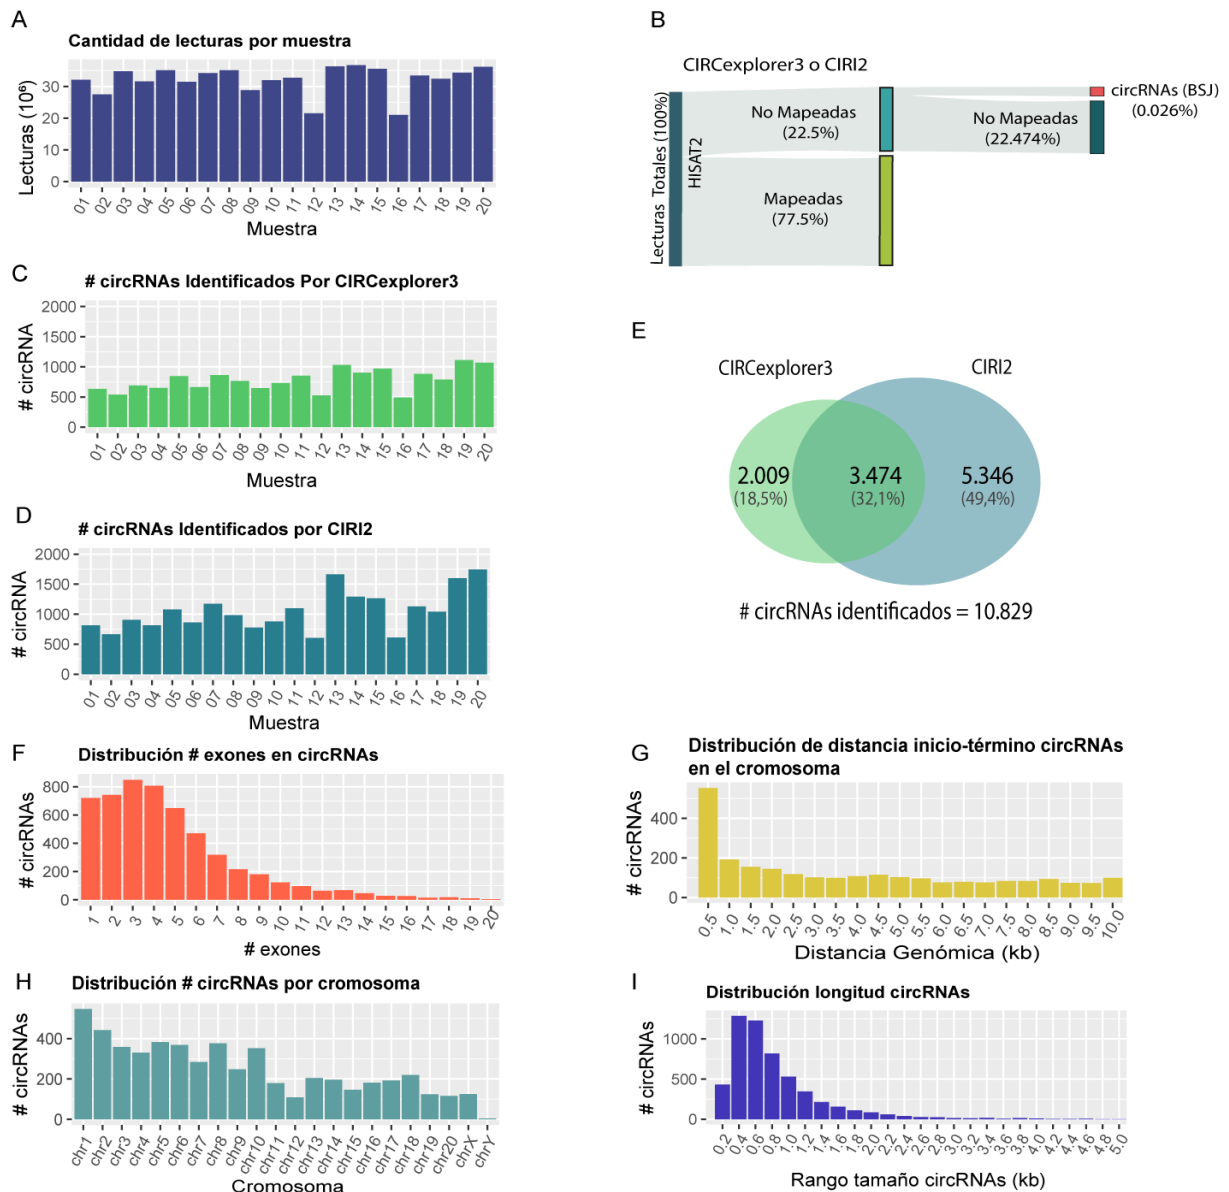 A
Cantidad de lecturas por muestra
Lecturas (10⁶)
30
20
10
0
01 02 03 04 05 06 07 08 09 10 11 12 13 14 15 16 17 18 19 20
Muestra
B
CIRCexplorer3 o CIRI2
Lecturas Totales (100%)
HISAT2
No Mapeadas
(22.5%)
Mapeadas
(77.5%)
No Mapeadas
(22.474%)
circRNAs (BSJ)
(0.026%)
C
# circRNAs Identificados Por CIRCexplorer3
# circRNA
2000
1500
1000
500
0
01 02 03 04 05 06 07 08 09 10 11 12 13 14 15 16 17 18 19 20
Muestra
D
# circRNAs Identificados por CIRI2
# circRNA
2000
1500
1000
500
0
01 02 03 04 05 06 07 08 09 10 11 12 13 14 15 16 17 18 19 20
Muestra
E
CIRCexplorer3
CIRI2
2.009
(18,5%)
3.474
(32,1%)
5.346
(49,4%)
# circRNAs identificados = 10.829
F
Distribución # exones en circRNAs
# circRNAs
800
600
400
200
0
1 2 3 4 5 6 7 8 9 10 11 12 13 14 15 16 17 18 19 20
# exones
G
Distribución de distancia inicio-término circRNAs
en el cromosoma
# circRNAs
400
200
0
0.5 1.0 1.5 2.0 2.5 3.0 3.5 4.0 4.5 5.0 5.5 6.0 6.5 7.0 7.5 8.0 8.5 9.0 9.5 10.0
Distancia Genómica (kb)
H
Distribución # circRNAs por cromosoma
# circRNAs
400
200
0
chr1 chr2 chr3 chr4 chr5 chr6 chr7 chr8 chr9 chr10 chr11 chr12 chr13 chr14 chr15 chr16 chr17 chr18 chr19 chr20 chrX chrY
Cromosoma
I
Distribución longitud circRNAs
# circRNAs
1000
500
0
0.2 0.4 0.6 0.8 1.0 1.2 1.4 1.6 1.8 2.0 2.2 2.4 2.6 2.8 3.0 3.2 3.4 3.6 3.8 4.0 4.2 4.4 4.6 4.8 5.0
Rango tamaño circRNAs (kb)